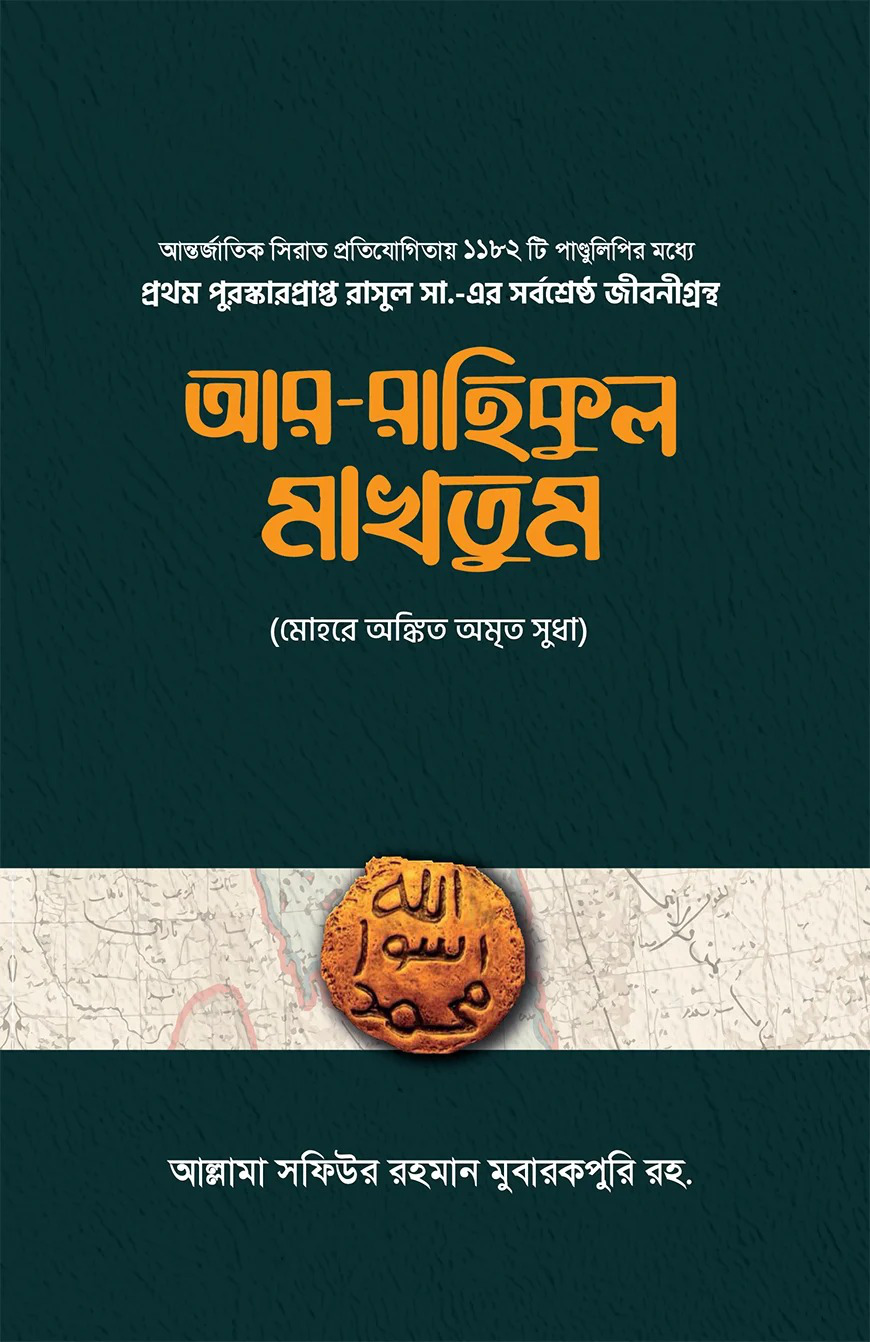 আন্তর্জাতিক সিরাত প্রতিযোগিতায় ১১৮২ টি পাণ্ডুলিপির মধ্যে
প্রথম পুরস্কারপ্রাপ্ত রাসুল সা.-এর সর্বশ্রেষ্ঠ জীবনীগ্রন্থ
আর-রাহিকুল
মাখতুম
(মোহরে অঙ্কিত অমৃত সুধা)
الله
رسول
محمد
আল্লামা সফিউর রহমান মুবারকপুরি রহ.